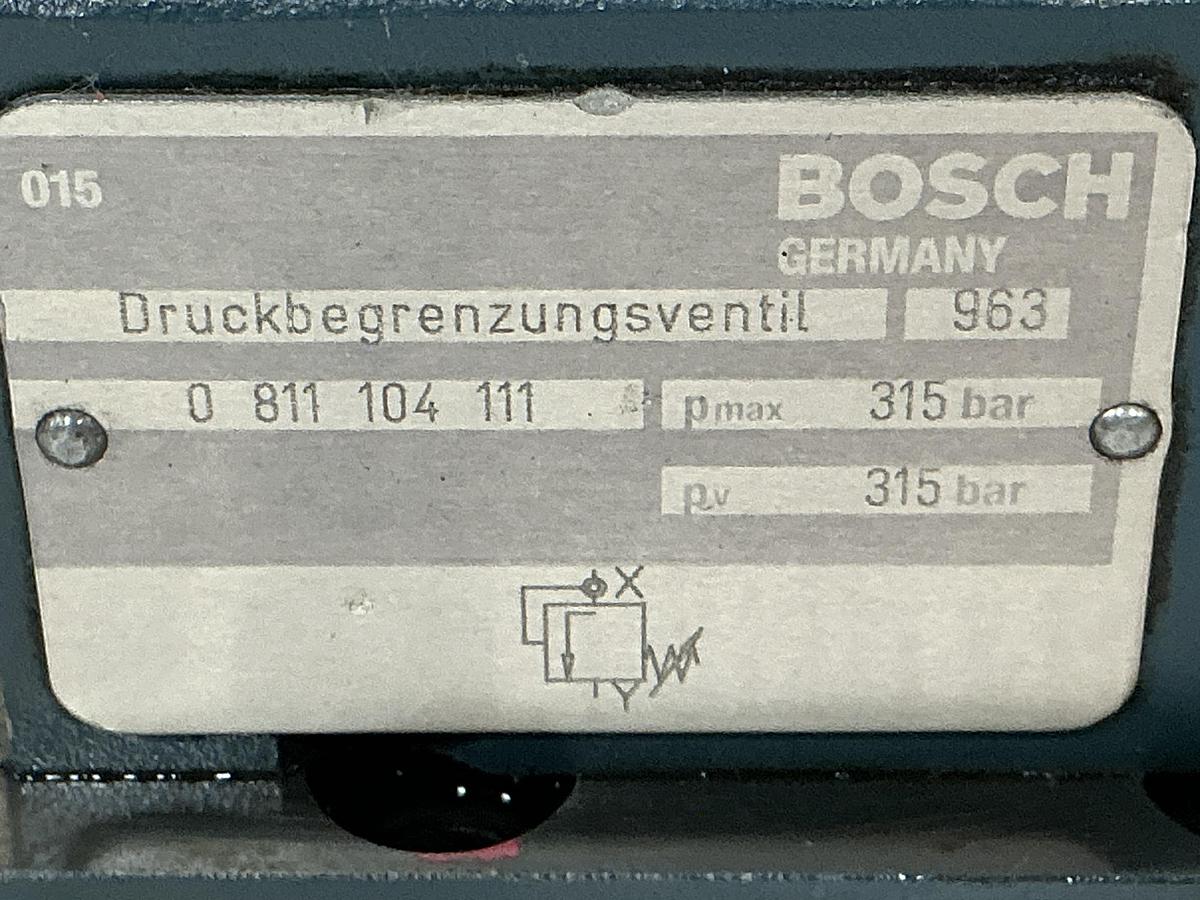 015
BOSCH
GERMANY
Druckbegrenzungsventil 963
0 811 104 111
pmax 315 bar
pv 315 bar
X
Y